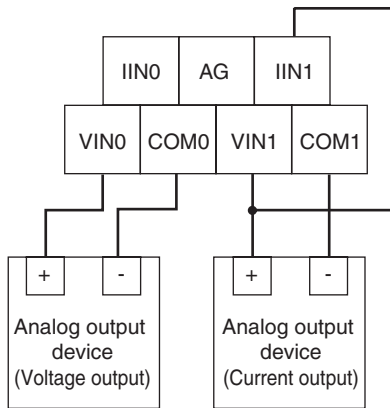 IIN0 AG IIN1
VIN0 COM0 VIN1 COM1
+ - + -
Analog output
device
(Voltage output)
Analog output
device
(Current output)